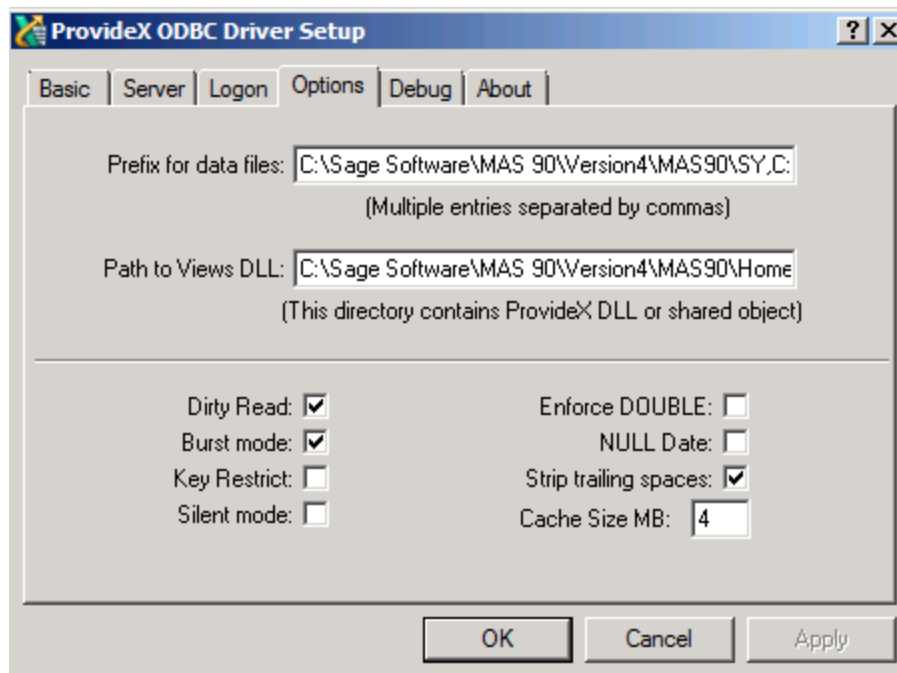 ProvideX ODBC Driver Setup
Basic Server Logon Options Debug About
Prefix for data files: C:\Sage Software\MAS 90\Version4\MAS90\SY,C:
(Multiple entries separated by commas)
Path to Views DLL: C:\Sage Software\MAS 90\Version4\MAS90\Home
(This directory contains ProvideX DLL or shared object)
Dirty Read: Enforce DOUBLE:
Burst mode: NULL Date:
Key Restrict: Strip trailing spaces:
Silent mode: Cache Size MB: 4
OK Cancel Apply